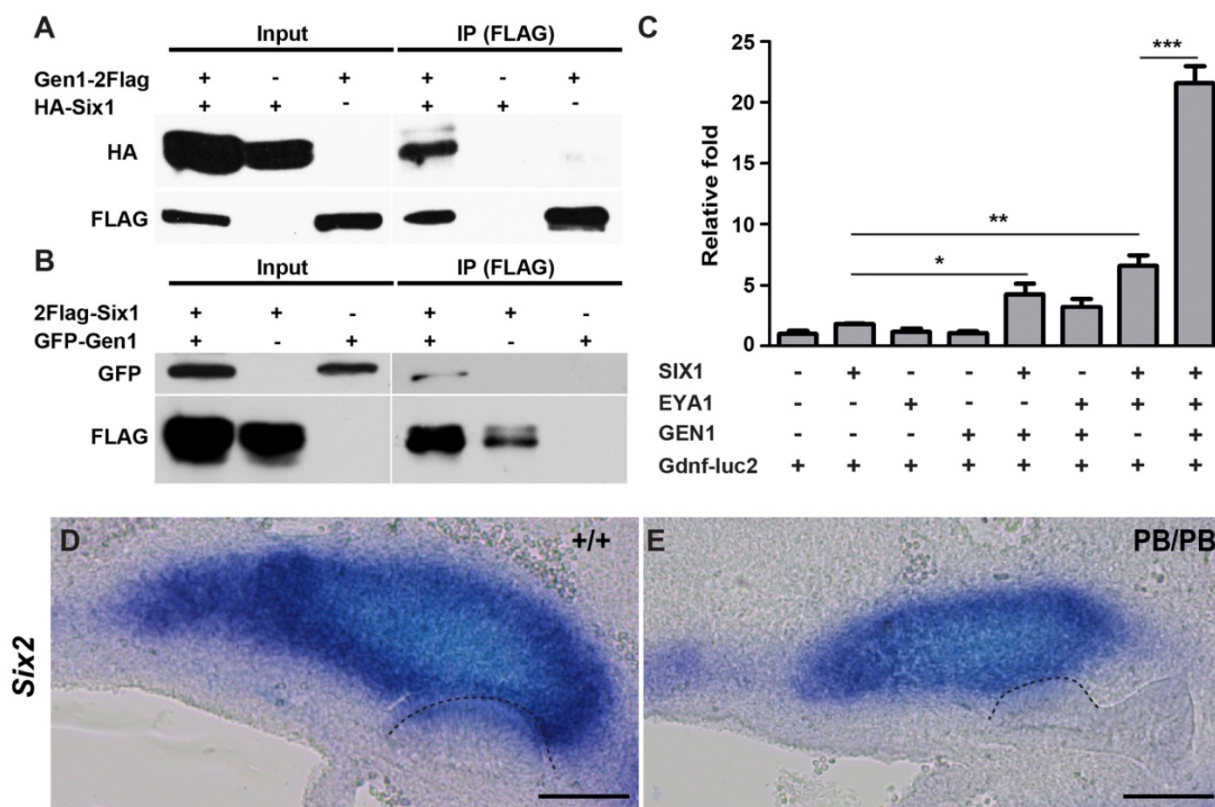 A
Input IP (FLAG)
Gen1-2Flag + - + + - +
HA-Six1 + + - + + -
HA
FLAG
B
Input IP (FLAG)
2Flag-Six1 + + - + + -
GFP-Gen1 + - + + - +
GFP
FLAG
C
Relative fold
25
20
15
10
5
0
*
**
***
SIX1 - + - - + - + +
EYA1 - - + - - + + +
GEN1 - - - + + + - +
Gdnf-luc2 + + + + + + + +
Six2
D +/+
E PB/PB